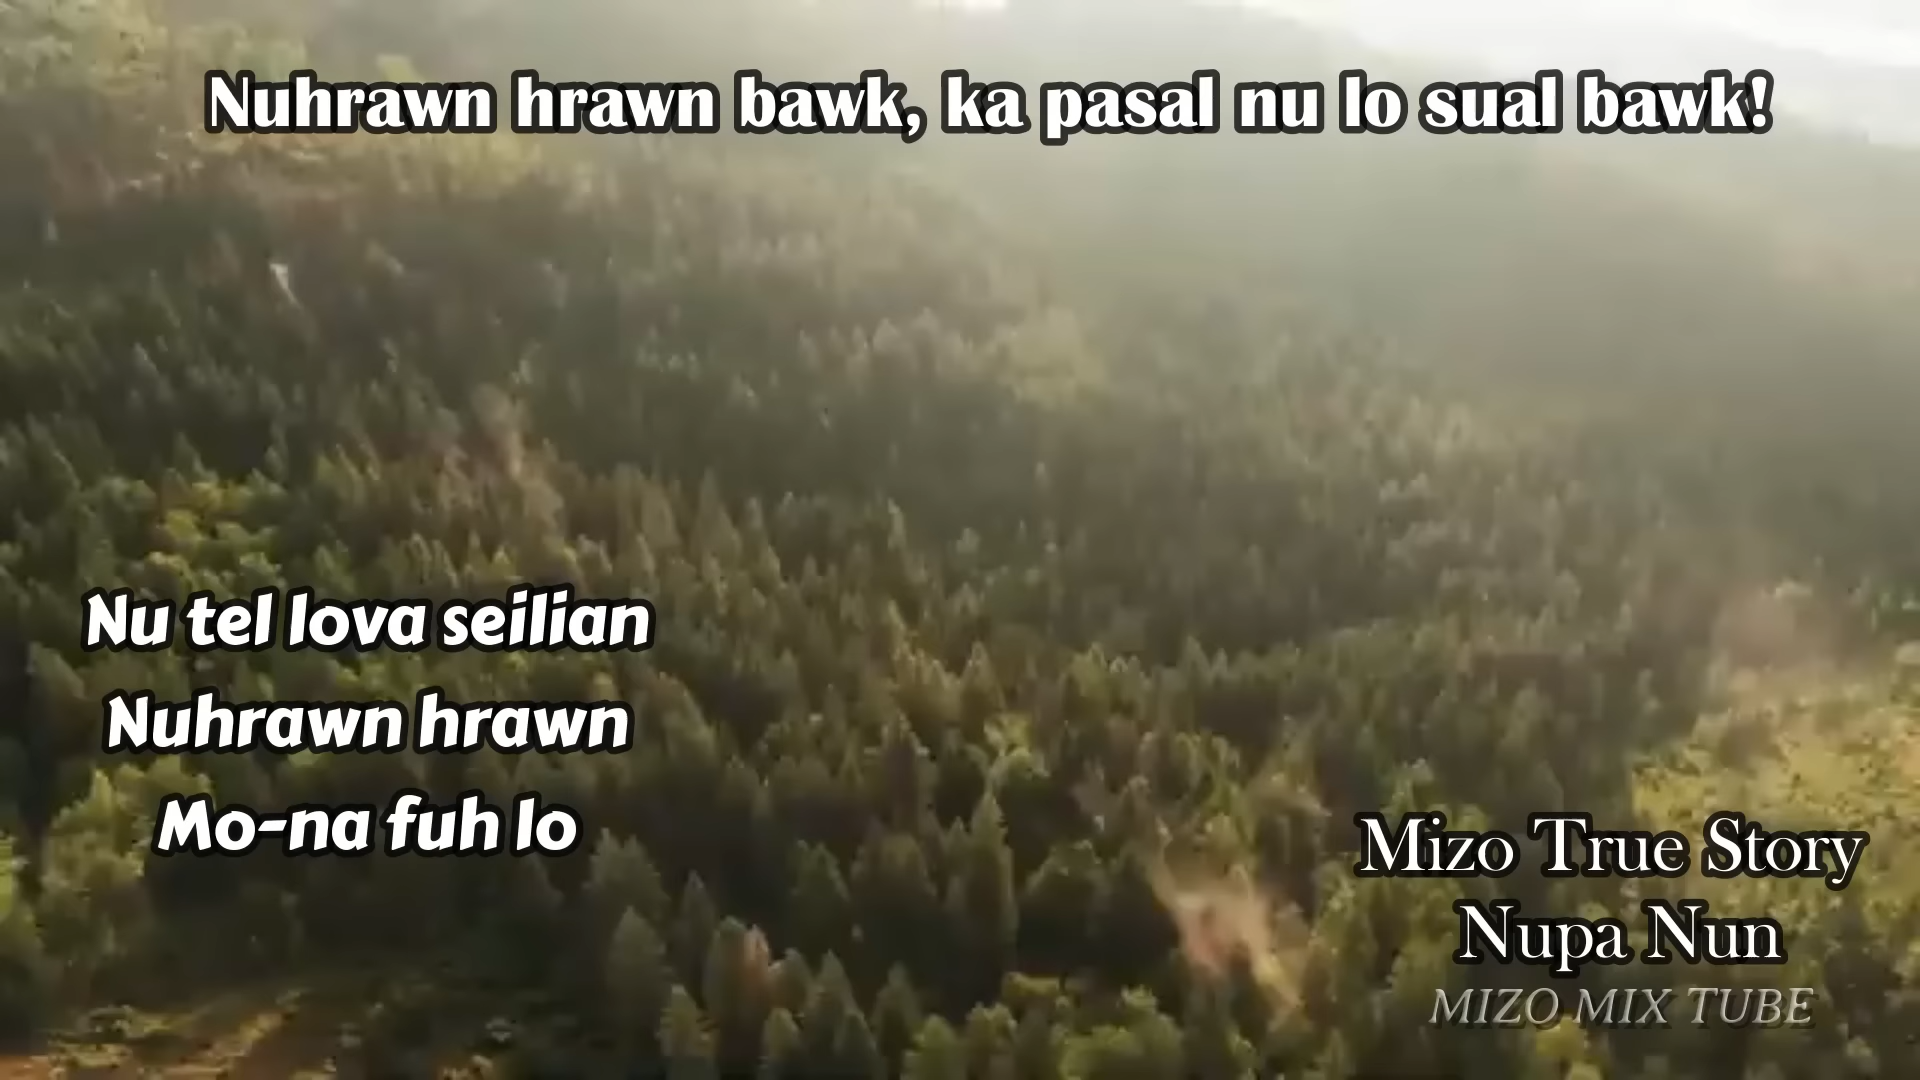 Nuhrawn hrawn bawk, ka pasal nu lo sual bawk!
Nu tel lova seilian
Nuhrawn hrawn
Mo-na fuh lo
Mizo True Story
Nupa Nun
MIZO MIX TUBE